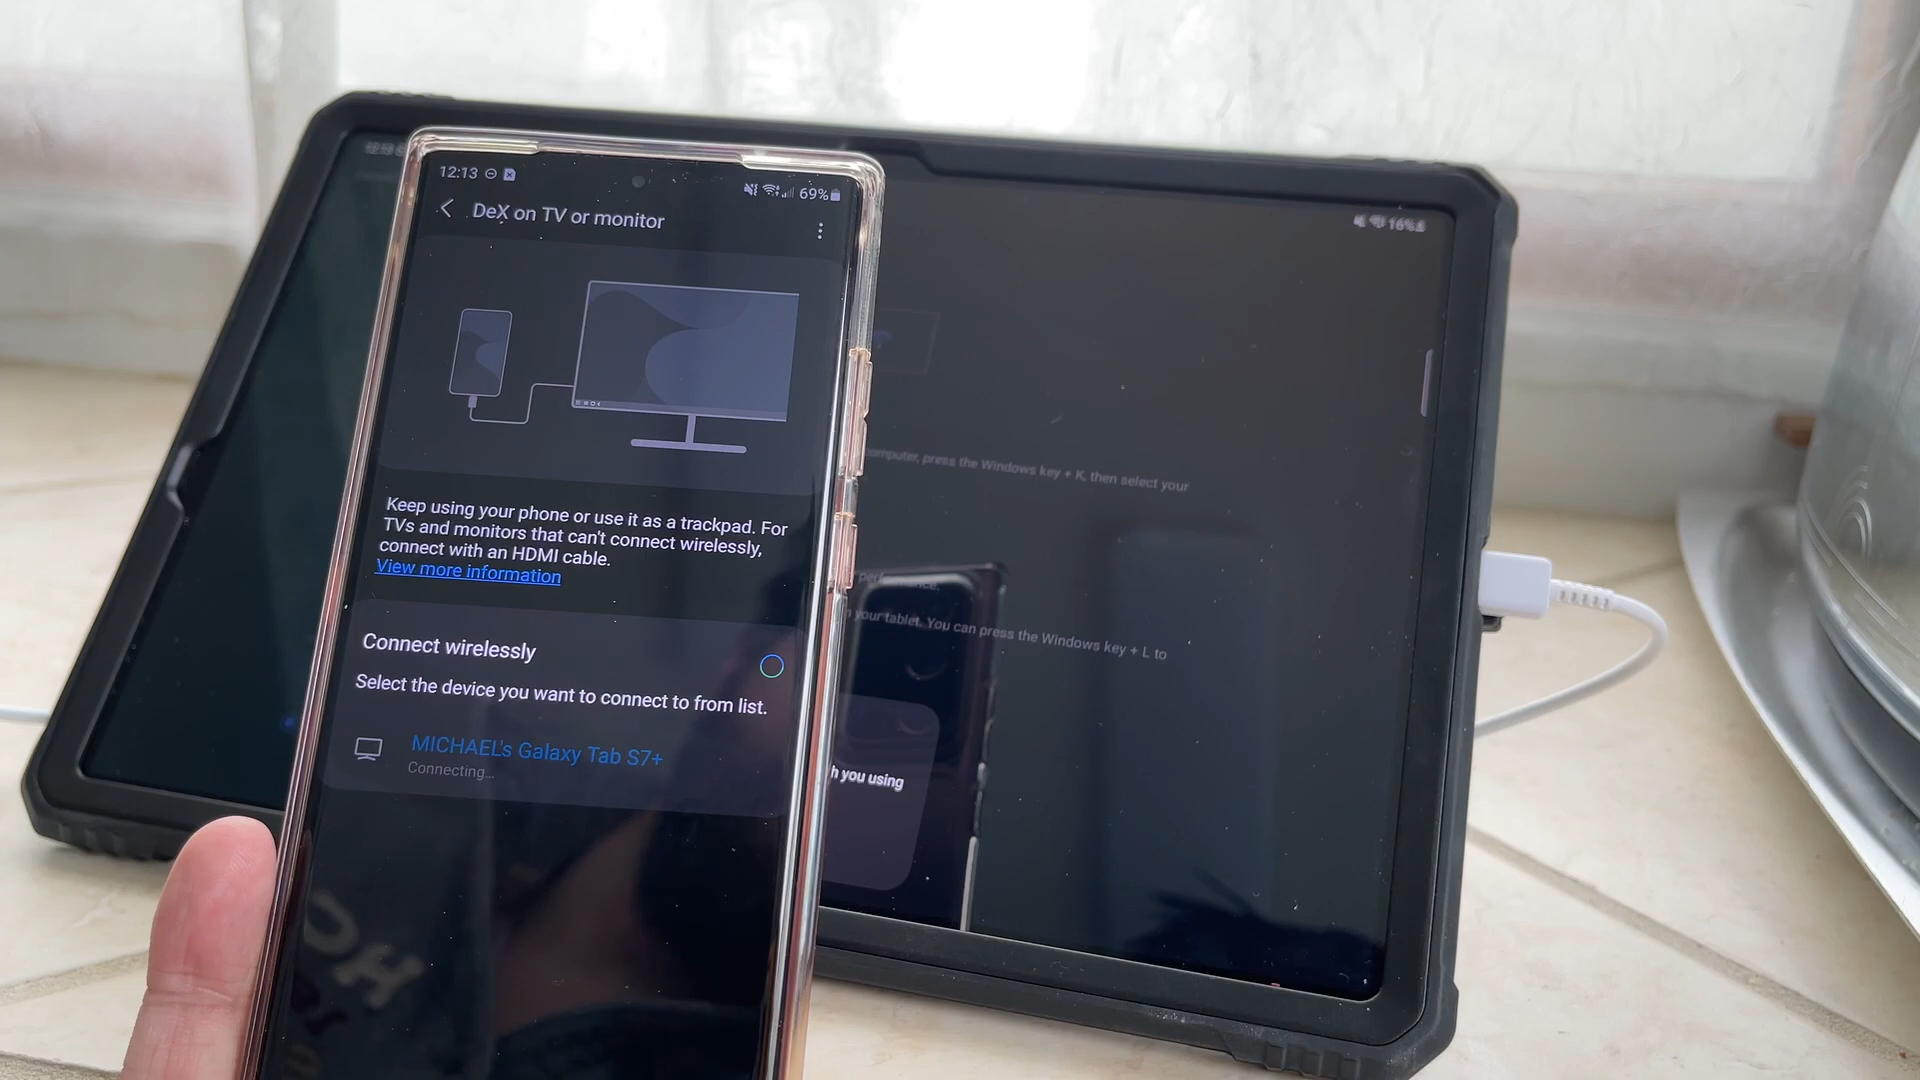 12:13
69%
DeX on TV or monitor
Keep using your phone or use it as a trackpad. For
TVs and monitors that can't connect wirelessly,
connect with an HDMI cable.
View more information
Connect wirelessly
Select the device you want to connect to from list.
MICHAEL's Galaxy Tab S7+
Connecting...
12:13
16%
computer, press the Windows key + K, then select your
performance.
your tablet. You can press the Windows key + L to
h you using